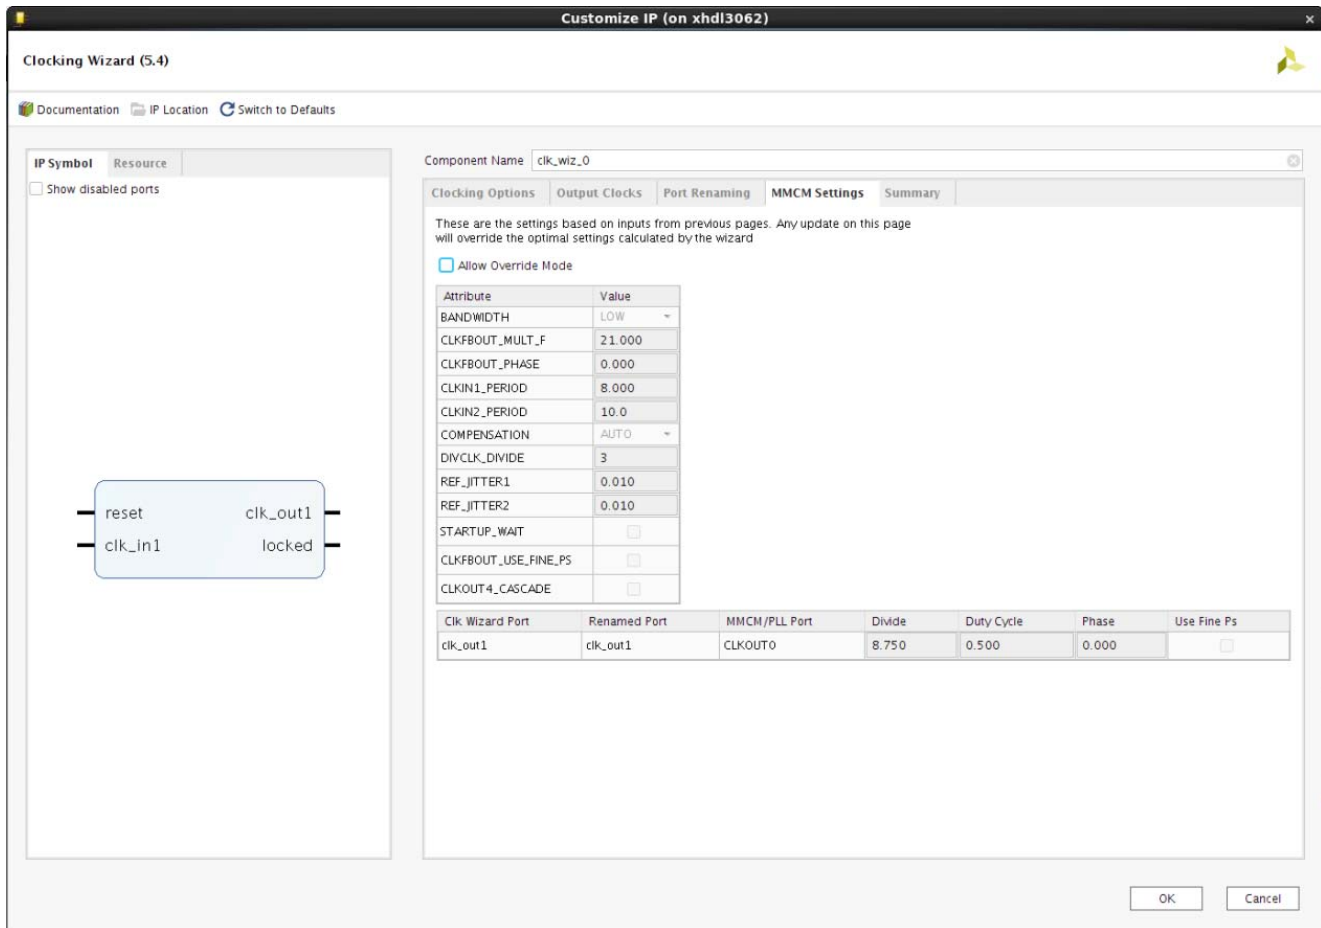 Customize IP (on xhdl3062)
Clocking Wizard (5.4)
Documentation IP Location Switch to Defaults
IP Symbol Resource
Show disabled ports
reset clk_out1
clk_in1 locked
Component Name clk_wiz_0
Clocking Options Output Clocks Port Renaming MMCM Settings Summary
These are the settings based on inputs from previous pages. Any update on this page
will override the optimal settings calculated by the wizard
Allow Override Mode
Attribute Value
BANDWIDTH LOW
CLKFBOUT_MULT_F 21.000
CLKFBOUT_PHASE 0.000
CLKIN1_PERIOD 8.000
CLKIN2_PERIOD 10.0
COMPENSATION AUTO
DIVCLK_DIVIDE 3
REF_JITTER1 0.010
REF_JITTER2 0.010
STARTUP_WAIT
CLKFBOUT_USE_FINE_PS
CLKOUT4_CASCADE
Clk Wizard Port Renamed Port MMCM/PLL Port Divide Duty Cycle Phase Use Fine Ps
clk_out1 clk_out1 CLKOUT0 8.750 0.500 0.000
OK Cancel